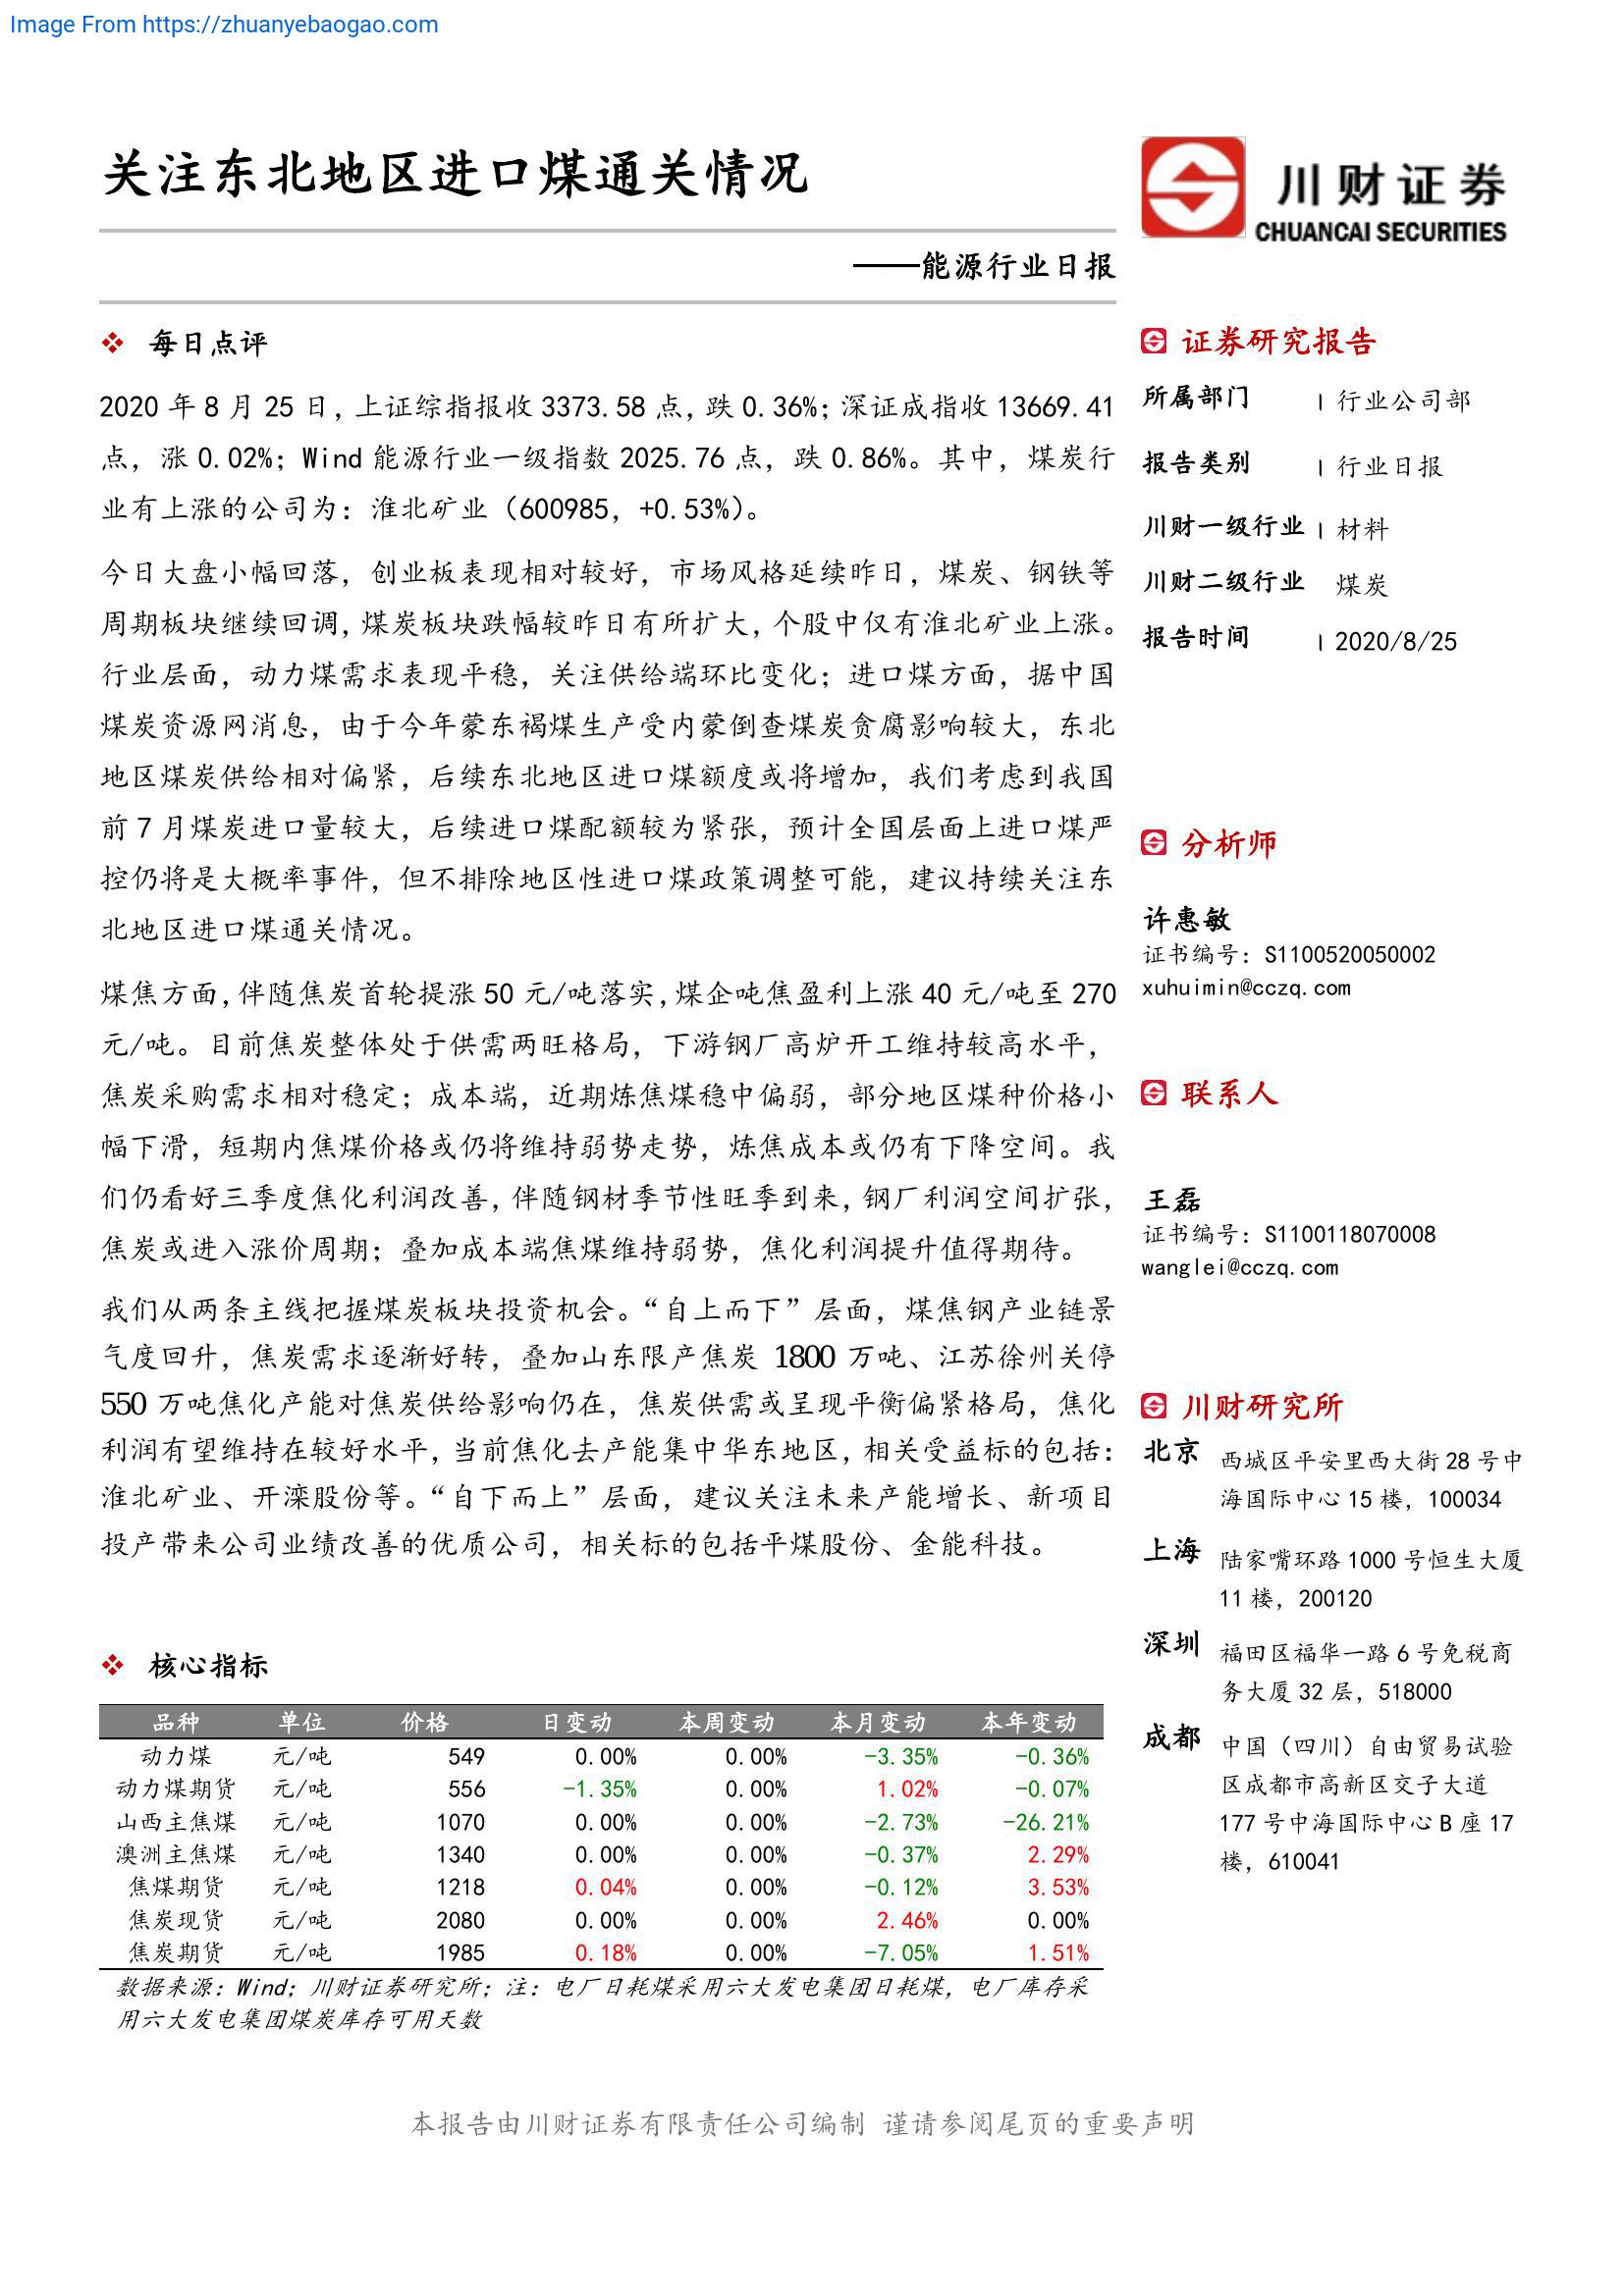 Image From https://zhuanyebaogao.com
关注东北地区进口煤通关情况
川财证券
CHUANCAI SECURITIES
——能源行业日报
每日点评
2020 年 8 月 25 日，上证综指报收 3373.58 点，跌 0.36%；深证成指收 13669.41
点，涨 0.02%；Wind 能源行业一级指数 2025.76 点，跌 0.86%。其中，煤炭行
业有上涨的公司为：淮北矿业（600985，+0.53%）。
今日大盘小幅回落，创业板表现相对较好，市场风格延续昨日，煤炭、钢铁等
周期板块继续回调，煤炭板块跌幅较昨日有所扩大，个股中仅有淮北矿业上涨。
行业层面，动力煤需求表现平稳，关注供给端环比变化；进口煤方面，据中国
煤炭资源网消息，由于今年蒙东褐煤生产受内蒙倒查煤炭贪腐影响较大，东北
地区煤炭供给相对偏紧，后续东北地区进口煤额度或将增加，我们考虑到我国
前 7 月煤炭进口量较大，后续进口煤配额较为紧张，预计全国层面上进口煤严
控仍将是大概率事件，但不排除地区性进口煤政策调整可能，建议持续关注东
北地区进口煤通关情况。
煤焦方面，伴随焦炭首轮提涨 50 元/吨落实，煤企吨焦盈利上涨 40 元/吨至 270
元/吨。目前焦炭整体处于供需两旺格局，下游钢厂高炉开工维持较高水平，
焦炭采购需求相对稳定；成本端，近期炼焦煤稳中偏弱，部分地区煤种价格小
幅下滑，短期内焦煤价格或仍将维持弱势走势，炼焦成本或仍有下降空间。我
们仍看好三季度焦化利润改善，伴随钢材季节性旺季到来，钢厂利润空间扩张，
焦炭或进入涨价周期；叠加成本端焦煤维持弱势，焦化利润提升值得期待。
我们从两条主线把握煤炭板块投资机会。“自上而下”层面，煤焦钢产业链景
气度回升，焦炭需求逐渐好转，叠加山东限产焦炭 1800 万吨、江苏徐州关停
550 万吨焦化产能对焦炭供给影响仍在，焦炭供需或呈现平衡偏紧格局，焦化
利润有望维持在较好水平，当前焦化去产能集中华东地区，相关受益标的包括：
淮北矿业、开滦股份等。“自下而上”层面，建议关注未来产能增长、新项目
投产带来公司业绩改善的优质公司，相关标的包括平煤股份、金能科技。
核心指标
品种 单位 价格 日变动 本周变动 本月变动 本年变动
动力煤 元/吨 549 0.00% 0.00% -3.35% -0.36%
动力煤期货 元/吨 556 -1.35% 0.00% 1.02% -0.07%
山西主焦煤 元/吨 1070 0.00% 0.00% -2.73% -26.21%
澳洲主焦煤 元/吨 1340 0.00% 0.00% -0.37% 2.29%
焦煤期货 元/吨 1218 0.04% 0.00% -0.12% 3.53%
焦炭现货 元/吨 2080 0.00% 0.00% 2.46% 0.00%
焦炭期货 元/吨 1985 0.18% 0.00% -7.05% 1.51%
数据来源：Wind；川财证券研究所；注：电厂日耗煤采用六大发电集团日耗煤，电厂库存采
用六大发电集团煤炭库存可用天数
证券研究报告
所属部门 | 行业公司部
报告类别 | 行业日报
川财一级行业 | 材料
川财二级行业 煤炭
报告时间 | 2020/8/25
分析师
许惠敏
证书编号：S1100520050002
xuhuimin@cczq.com
联系人
王磊
证书编号：S1100118070008
wanglei@cczq.com
川财研究所
北京 西城区平安里西大街 28 号中
海国际中心 15 楼，100034
上海 陆家嘴环路 1000 号恒生大厦
11 楼，200120
深圳 福田区福华一路 6 号免税商
务大厦 32 层，518000
成都 中国（四川）自由贸易试验
区成都市高新区交子大道
177 号中海国际中心 B 座 17
楼，610041
本报告由川财证券有限责任公司编制 谨请参阅尾页的重要声明